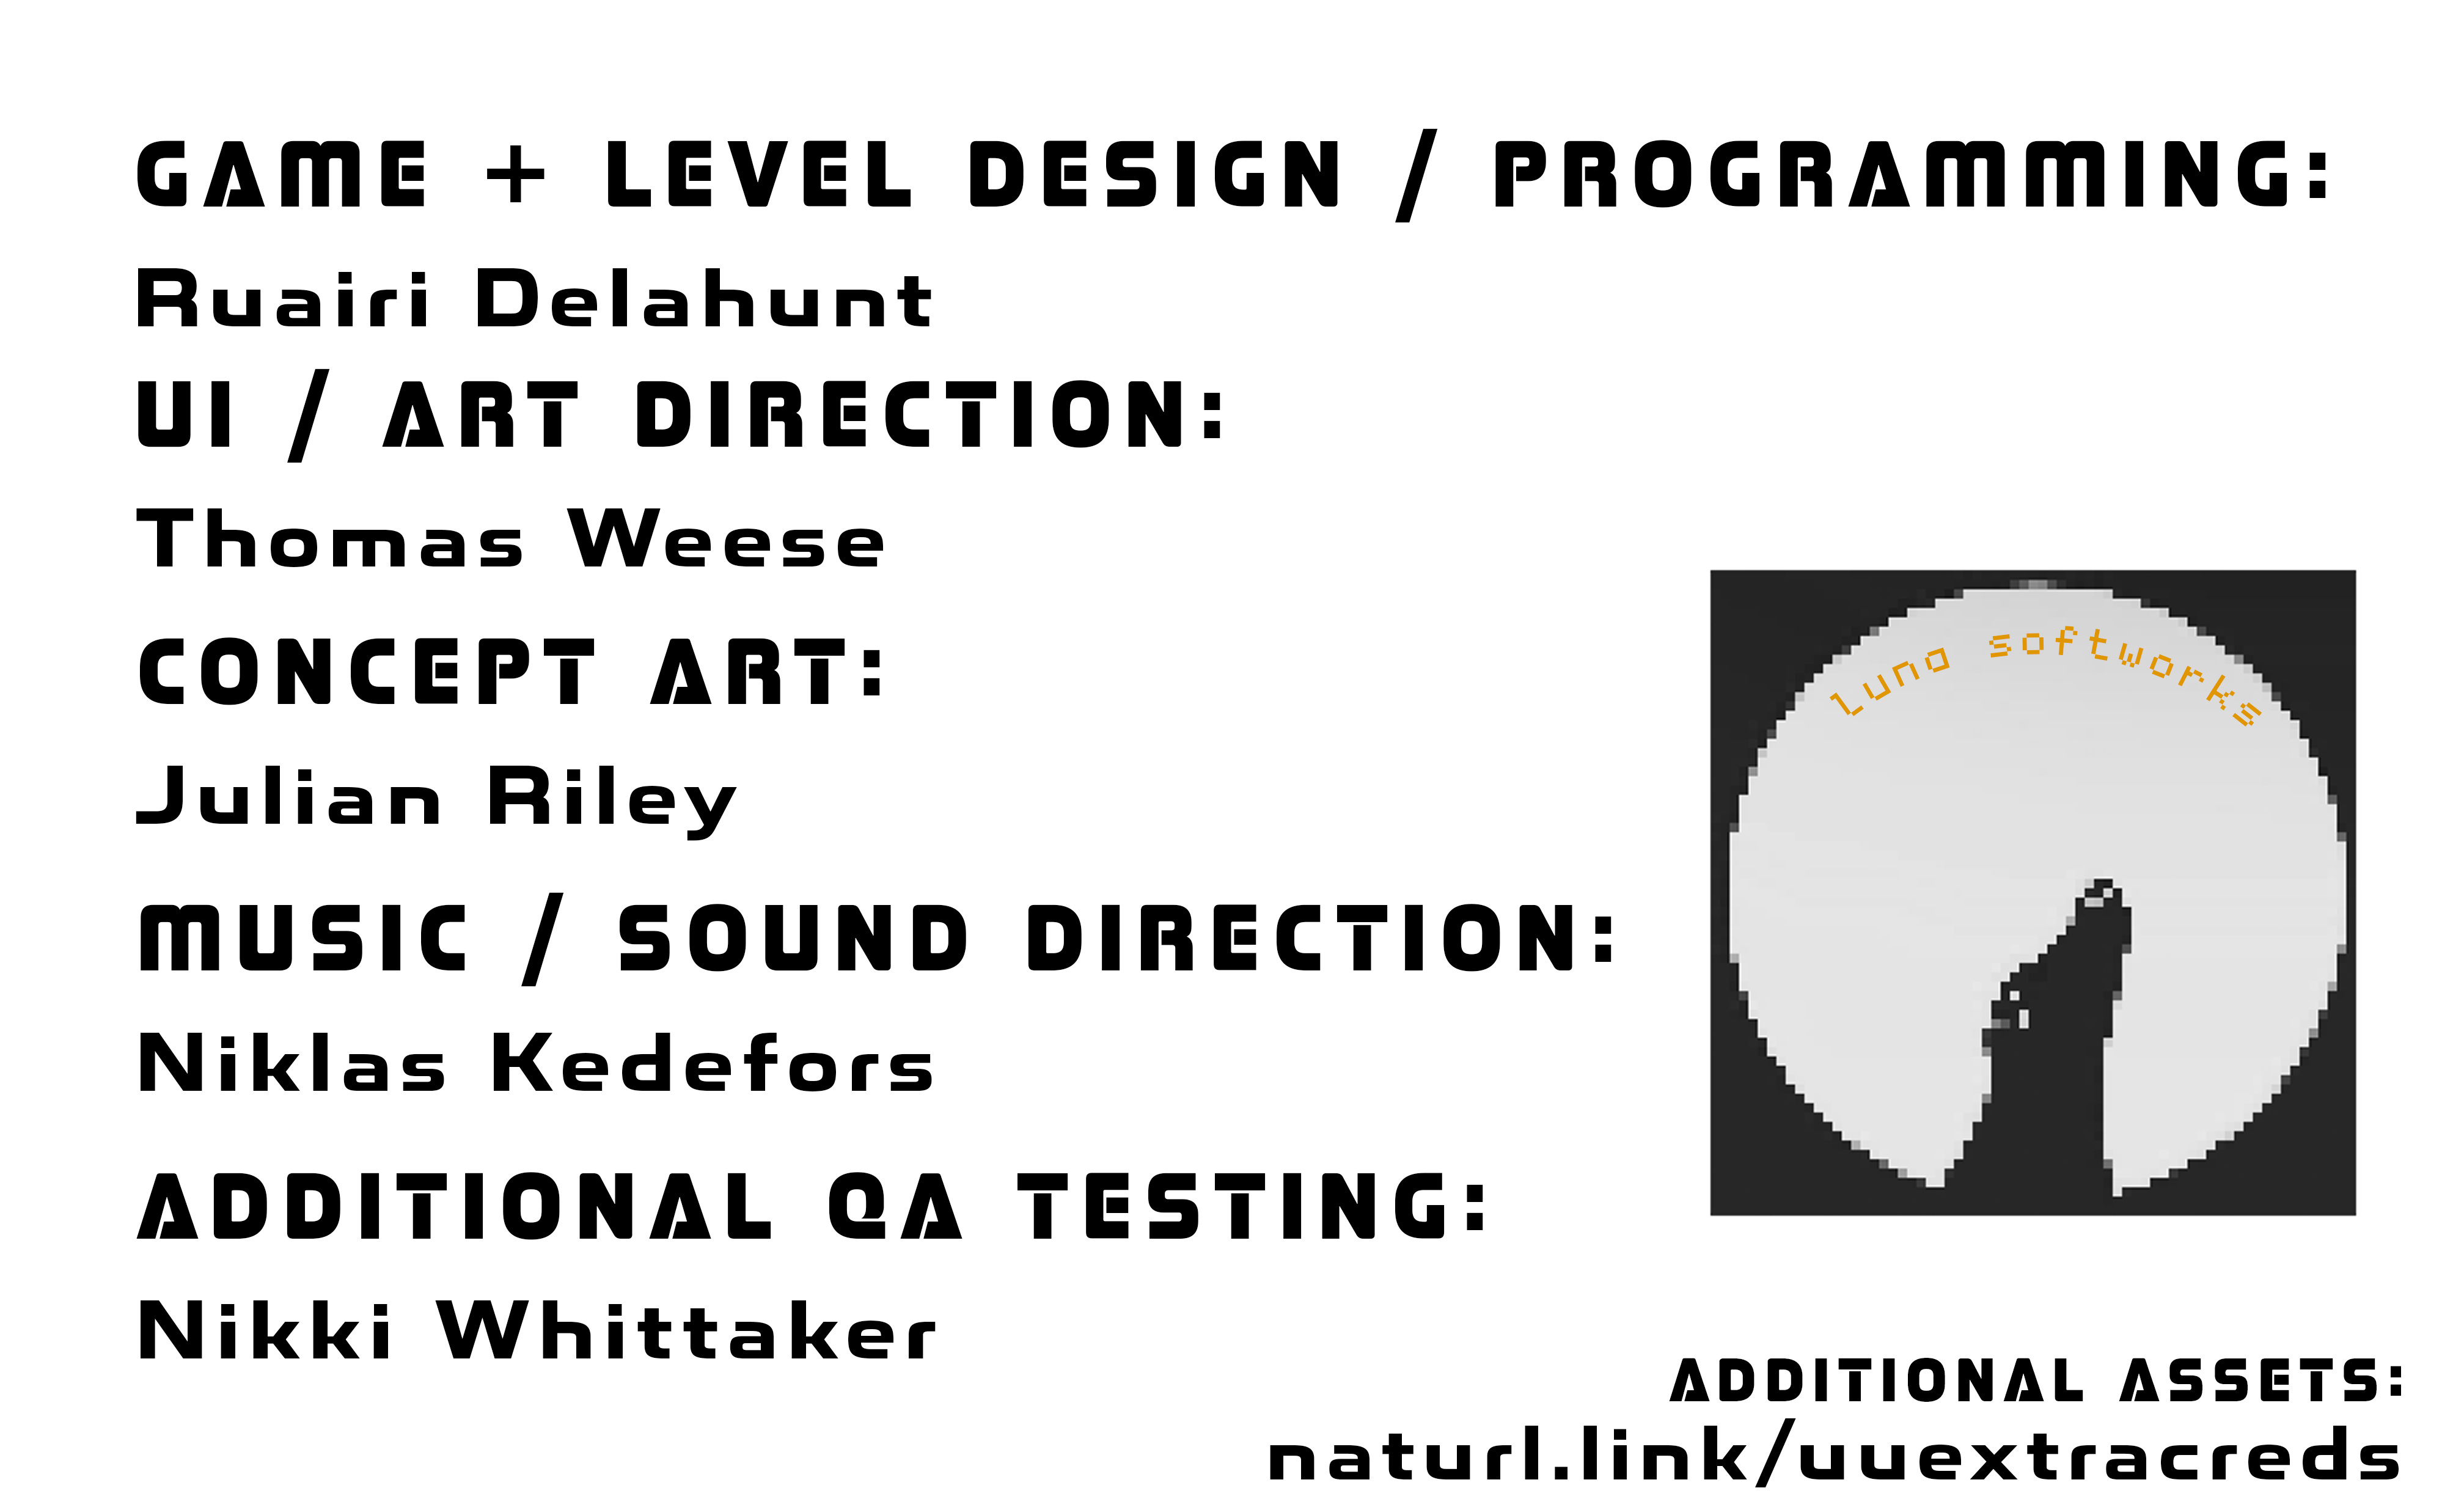 GAME + LEVEL DESIGN / PROGRAMMING:
Ruairi Delahunt
UI / ART DIRECTION:
Thomas Weese
CONCEPT ART:
Julian Riley
MUSIC / SOUND DIRECTION:
Niklas Kedefors
ADDITIONAL QA TESTING:
Nikki Whittaker
luna softworks
ADDITIONAL ASSETS:
naturl.link/uuextracreds